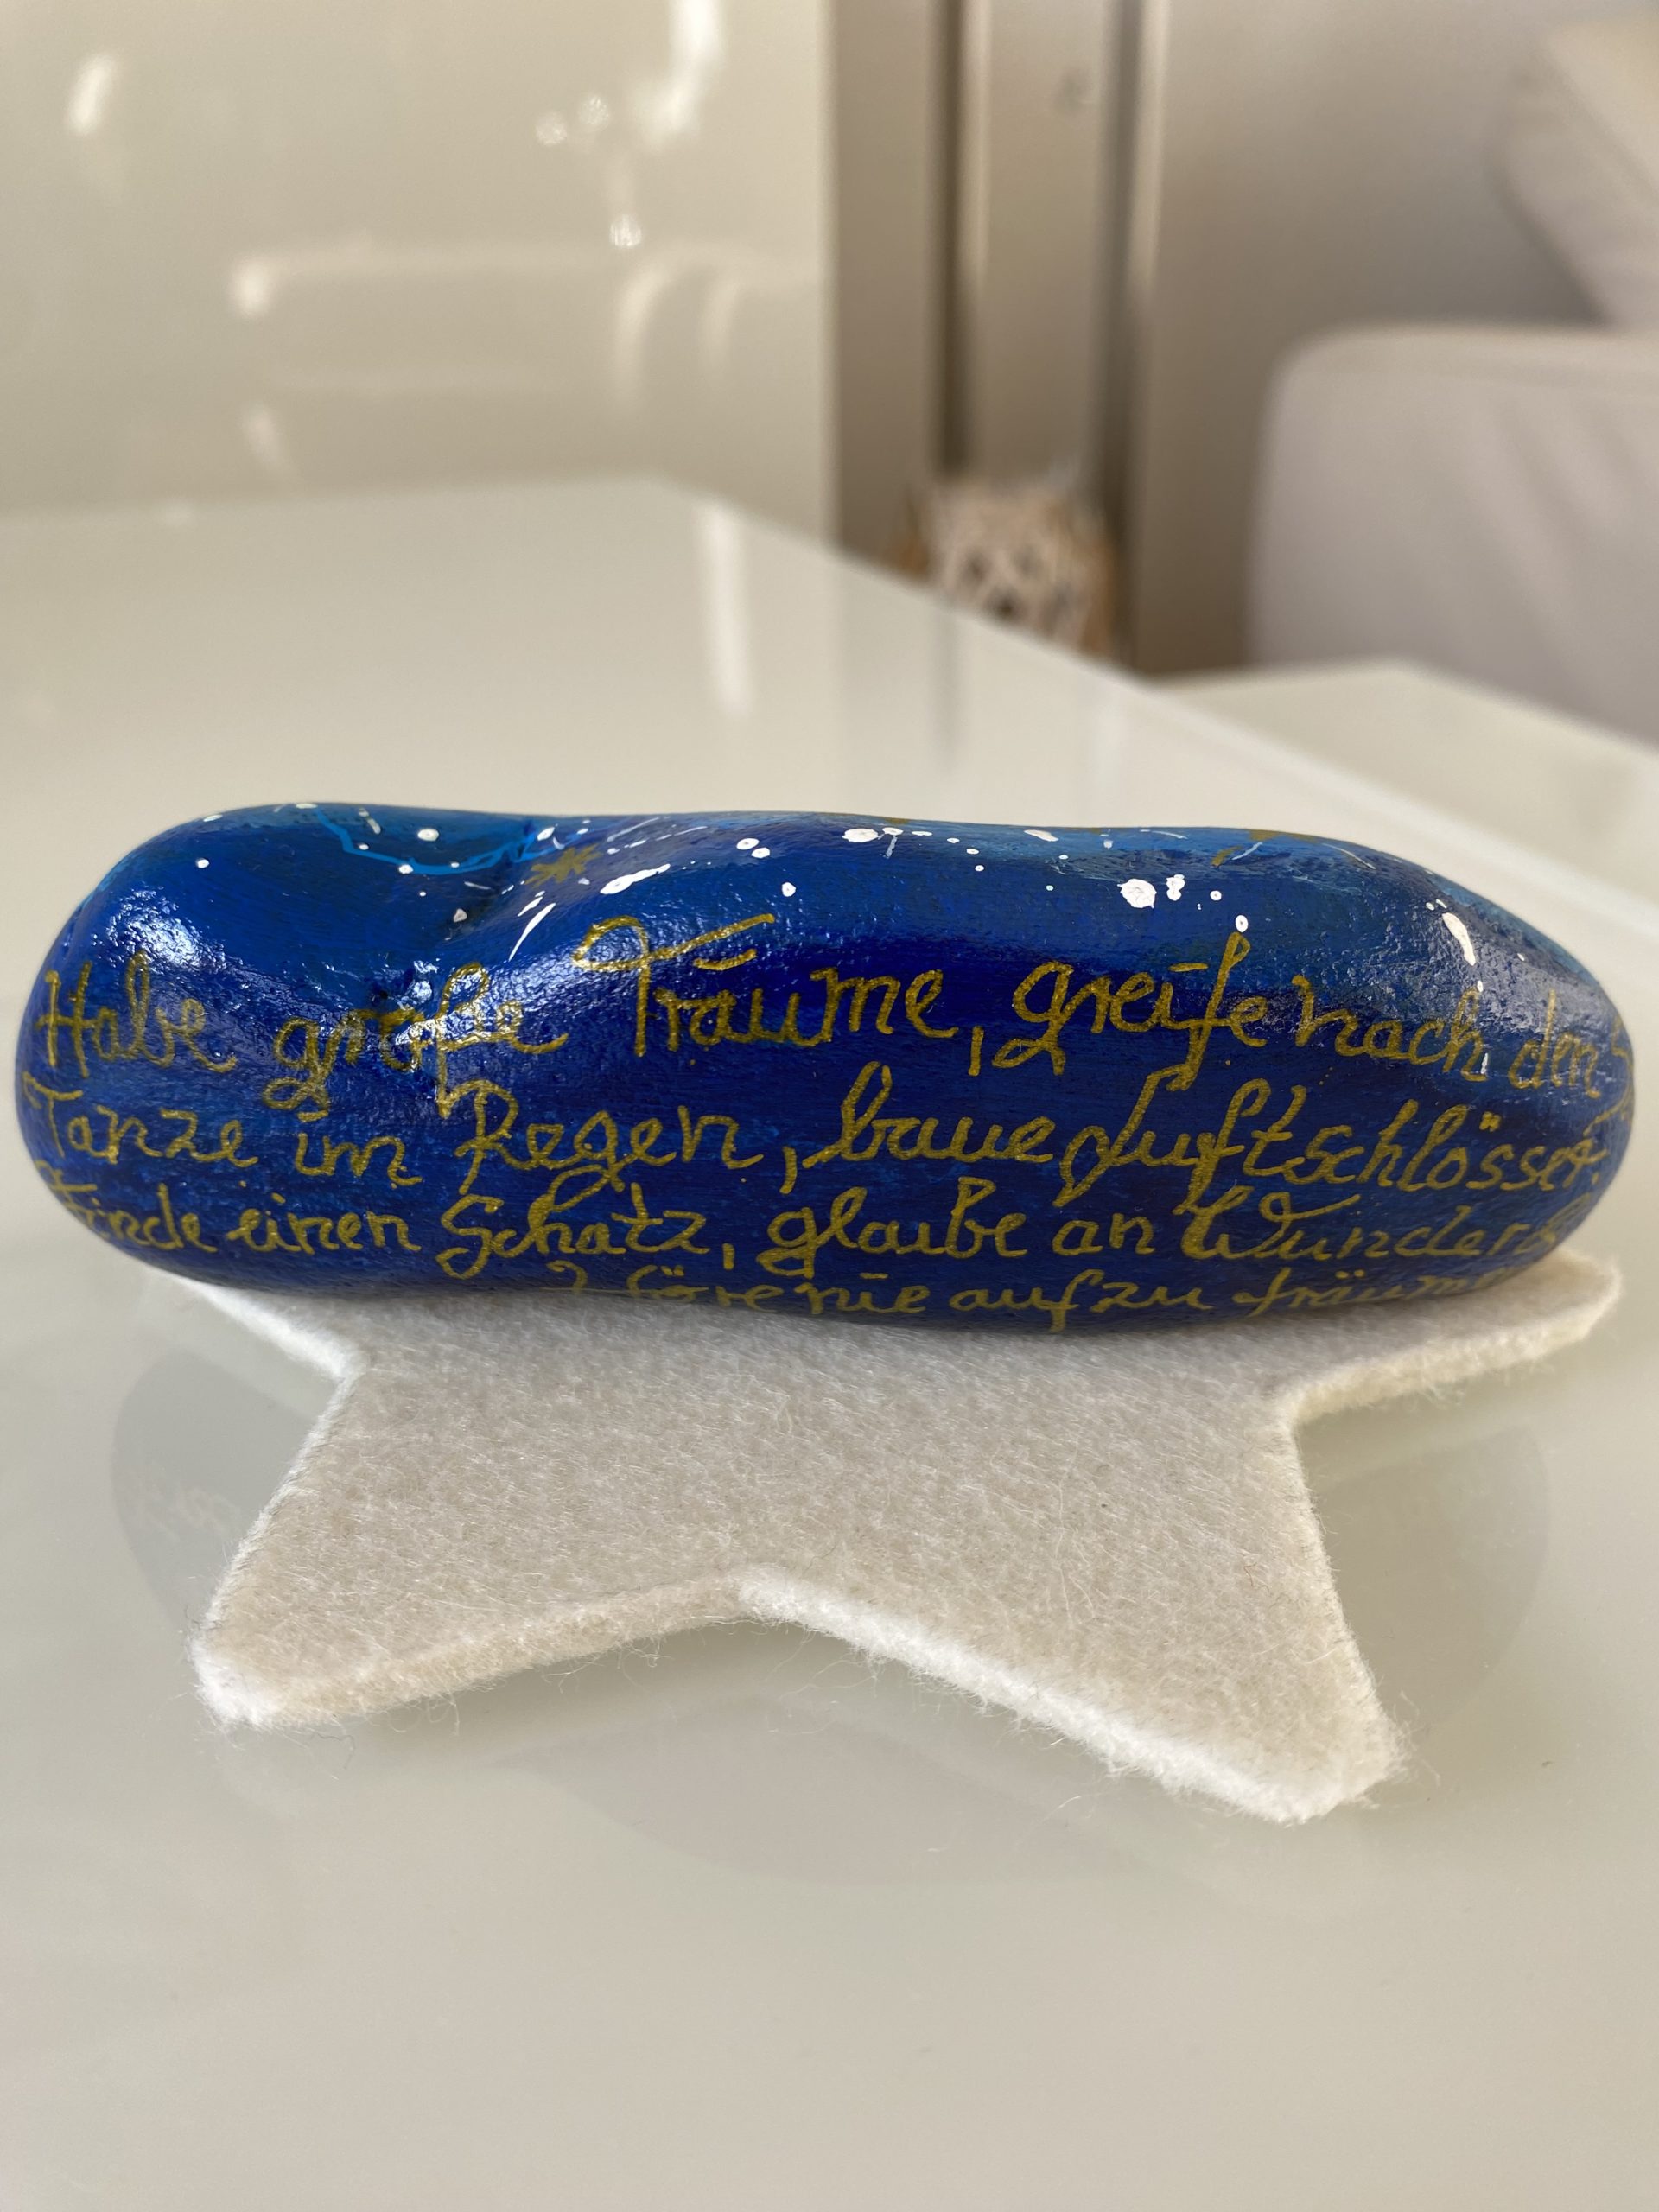 Habe große Träume, greife nach den
Tanze im Regen, baue Luftschlösser.
Finde einen Schatz, glaube an Wunder &
Höre nie auf zu träumen